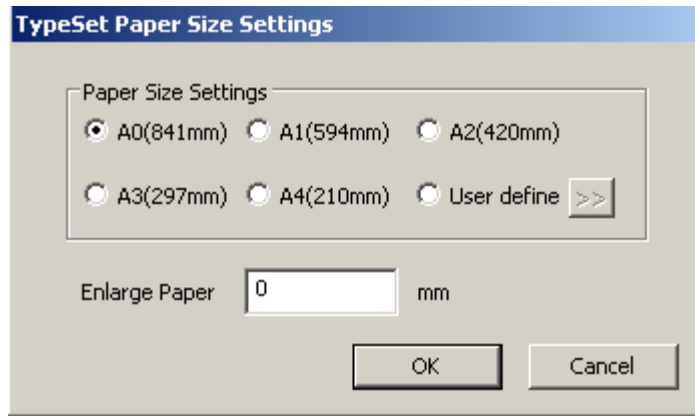 TypeSet Paper Size Settings
Paper Size Settings
A0(841mm) A1(594mm) A2(420mm)
A3(297mm) A4(210mm) User define >>
Enlarge Paper 0 mm
OK Cancel